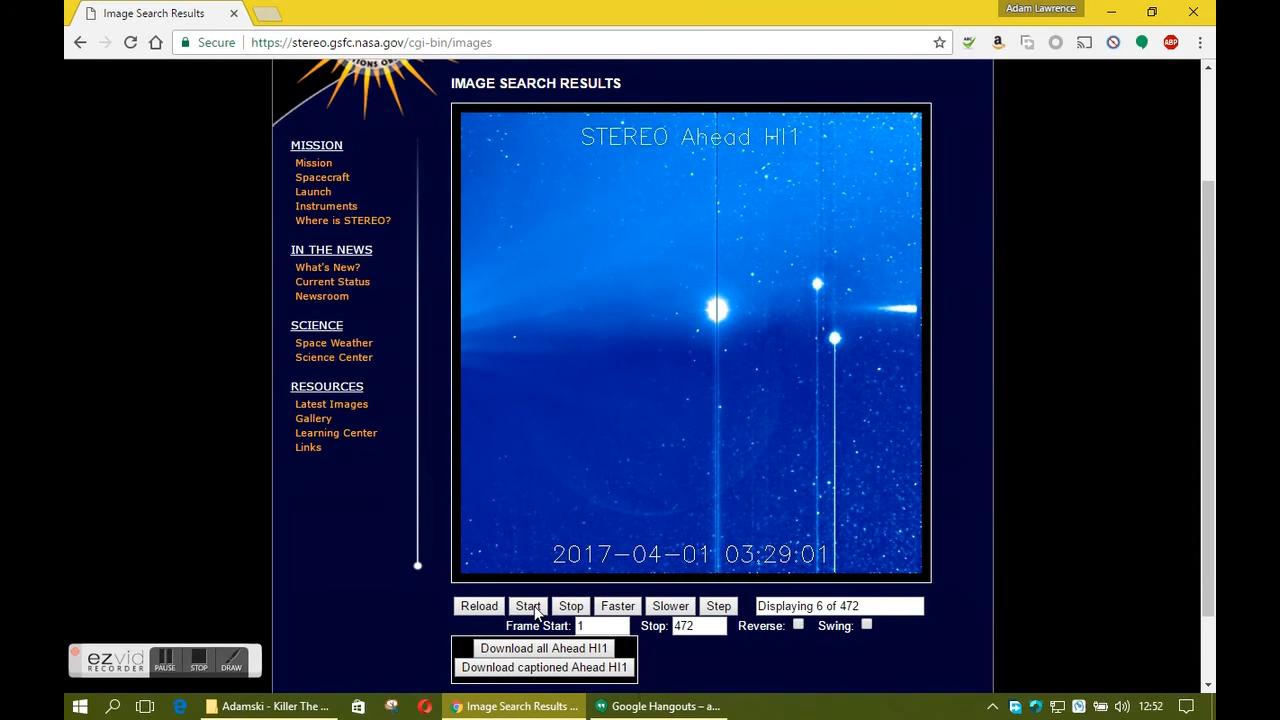 Image Search Results
Adam Lawrence
Secure
https://stereo.gsfc.nasa.gov/cgi-bin/images
ABP
IMAGE SEARCH RESULTS
MISSION
Mission
Spacecraft
Launch
Instruments
Where is STEREO?
IN THE NEWS
What's New?
Current Status
Newsroom
SCIENCE
Space Weather
Science Center
RESOURCES
Latest Images
Gallery
Learning Center
Links
STEREO Ahead HI1
2017-04-01 03:29:01
Reload Start Stop Faster Slower Step Displaying 6 of 472
Frame Start: 1 Stop: 472 Reverse: Swing:
Download all Ahead HI1
Download captioned Ahead HI1
ezvid
RECORDER
PAUSE STOP DRAW
Adamski - Killer The ...
Image Search Results ...
Google Hangouts – a...
12:52